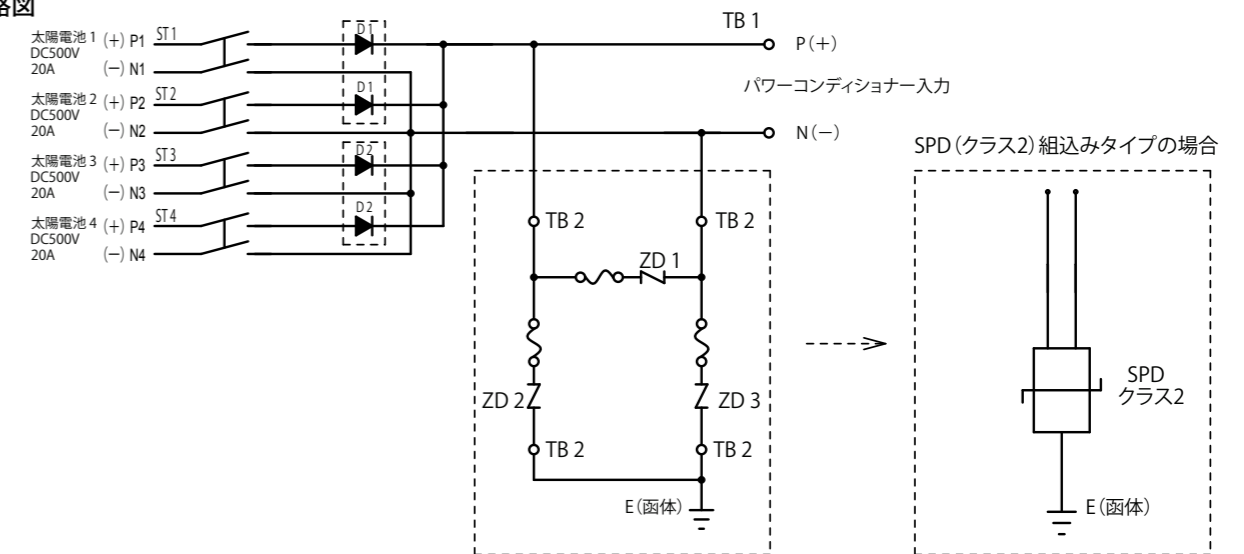 略図
太陽電池1 (+) P1 ST1
DC500V
20A (−) N1
太陽電池2 (+) P2 ST2
DC500V
20A (−) N2
太陽電池3 (+) P3 ST3
DC500V
20A (−) N3
太陽電池4 (+) P4 ST4
DC500V
20A (−) N4
D1
D1
D2
D2
TB 1
P(+)
パワーコンディショナー入力
N(−)
TB 2 TB 2
ZD 1
ZD 2 ZD 3
TB 2 TB 2
E(函体)
SPD(クラス2)組込みタイプの場合
SPD
クラス2
E(函体)